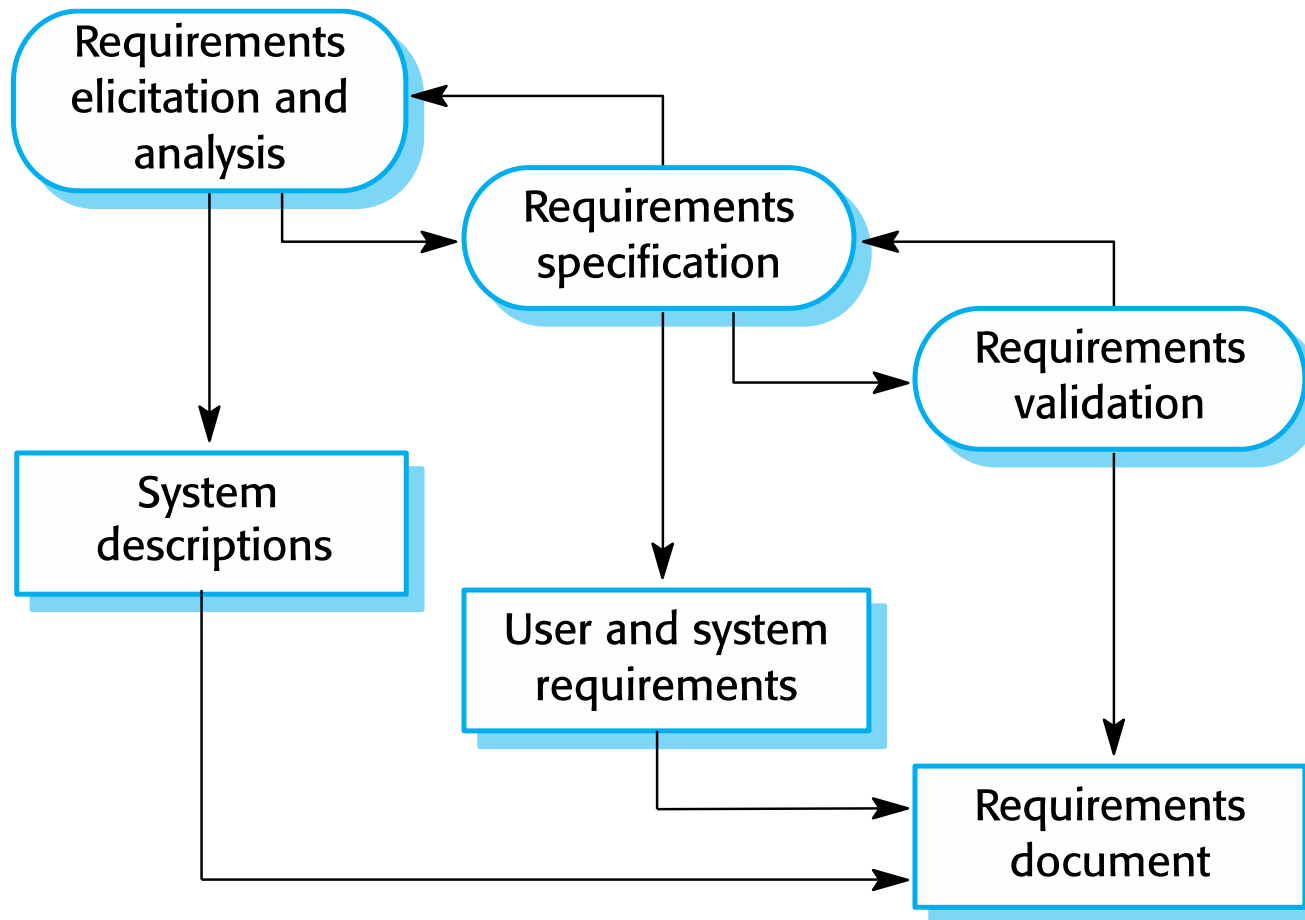 Requirements
elicitation and
analysis
Requirements
specification
Requirements
validation
System
descriptions
User and system
requirements
Requirements
document